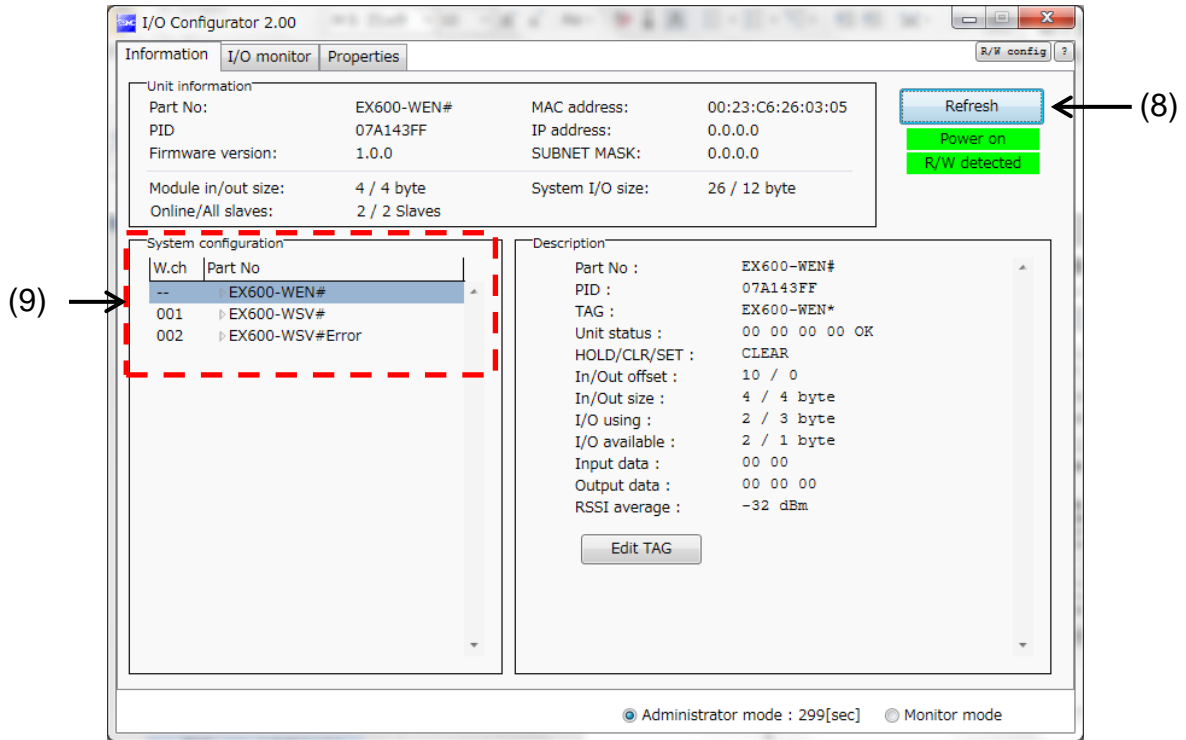 I/O Configurator 2.00
Information I/O monitor Properties R/W config ?
Unit information
Part No: EX600-WEN# MAC address: 00:23:C6:26:03:05
PID 07A143FF IP address: 0.0.0.0
Firmware version: 1.0.0 SUBNET MASK: 0.0.0.0
Module in/out size: 4 / 4 byte System I/O size: 26 / 12 byte
Online/All slaves: 2 / 2 Slaves
Refresh
(8)
Power on
R/W detected
System configuration
W.ch Part No
-- EX600-WEN#
001 EX600-WSV#
002 EX600-WSV#Error
(9)
Description
Part No : EX600-WEN#
PID : 07A143FF
TAG : EX600-WEN*
Unit status : 00 00 00 00 OK
HOLD/CLR/SET : CLEAR
In/Out offset : 10 / 0
In/Out size : 4 / 4 byte
I/O using : 2 / 3 byte
I/O available : 2 / 1 byte
Input data : 00 00
Output data : 00 00 00
RSSI average : -32 dBm
Edit TAG
Administrator mode : 299[sec] Monitor mode